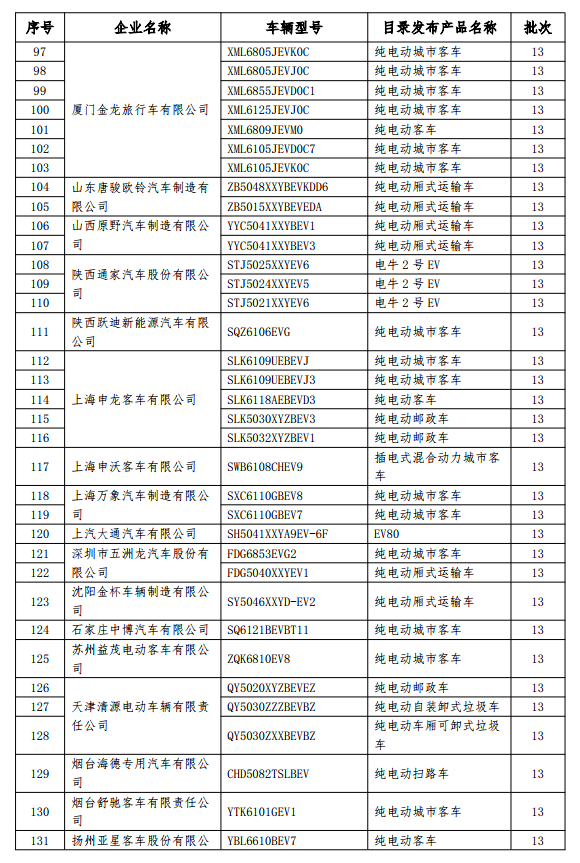 序号 企业名称 车辆型号 目录发布产品名称 批次
97 厦门金龙旅行车有限公司 XML6805JEVK0C 纯电动城市客车 13
98 XML6805JEVJ0C 纯电动城市客车 13
99 XML6855JEVD0C1 纯电动城市客车 13
100 XML6125JEVJ0C 纯电动城市客车 13
101 XML6809JEVM0 纯电动客车 13
102 XML6105JEVD0C7 纯电动城市客车 13
103 XML6105JEVK0C 纯电动城市客车 13
104 山东唐骏欧铃汽车制造有 ZB5048XXYBEVKDD6 纯电动厢式运输车 13
105 限公司 ZB5015XXYBEVEDA 纯电动厢式运输车 13
106 山西原野汽车制造有限公 YYC5041XXYBEV1 纯电动厢式运输车 13
107 司 YYC5041XXYBEV3 纯电动厢式运输车 13
108 陕西通家汽车股份有限公 STJ5025XXYEV6 电牛 2 号 EV 13
109 司 STJ5024XXYEV5 电牛 2 号 EV 13
110 STJ5021XXYEV6 电牛 2 号 EV 13
111 陕西跃迪新能源汽车有限 SQZ6106EVG 纯电动城市客车 13
公司
112 上海申龙客车有限公司 SLK6109UEBEVJ 纯电动城市客车 13
113 SLK6109UEBEVJ3 纯电动城市客车 13
114 SLK6118AEBEVD3 纯电动客车 13
115 SLK5030XYZBEV3 纯电动邮政车 13
116 SLK5032XYZBEV1 纯电动邮政车 13
117 上海申沃客车有限公司 SWB6108CHEV9 插电式混合动力城市客 13
车
118 上海万象汽车制造有限公 SXC6110GBEV8 纯电动城市客车 13
119 司 SXC6110GBEV7 纯电动城市客车 13
120 上汽大通汽车有限公司 SH5041XXYA9EV-6F EV80 13
121 深圳市五洲龙汽车股份有 FDG6853EVG2 纯电动城市客车 13
122 限公司 FDG5040XXYEV1 纯电动厢式运输车 13
123 沈阳金杯车辆制造有限公 SY5046XXYD-EV2 纯电动厢式运输车 13
司
124 石家庄中博汽车有限公司 SQ6121BEVBT11 纯电动城市客车 13
125 苏州益茂电动客车有限公 ZQK6810EV8 纯电动城市客车 13
司
126 天津清源电动车辆有限责 QY5020XYZBEVEZ 纯电动邮政车 13
127 任公司 QY5030ZZZBEVBZ 纯电动自装卸式垃圾车 13
128 QY5030ZXXBEVBZ 纯电动车厢可卸式垃圾 13
车
129 烟台海德专用汽车有限公 CHD5082TSLBEV 纯电动扫路车 13
司
130 烟台舒驰客车有限责任公 YTK6101GEV1 纯电动城市客车 13
司
131 扬州亚星客车股份有限公 YBL6610BEV7 纯电动客车 13